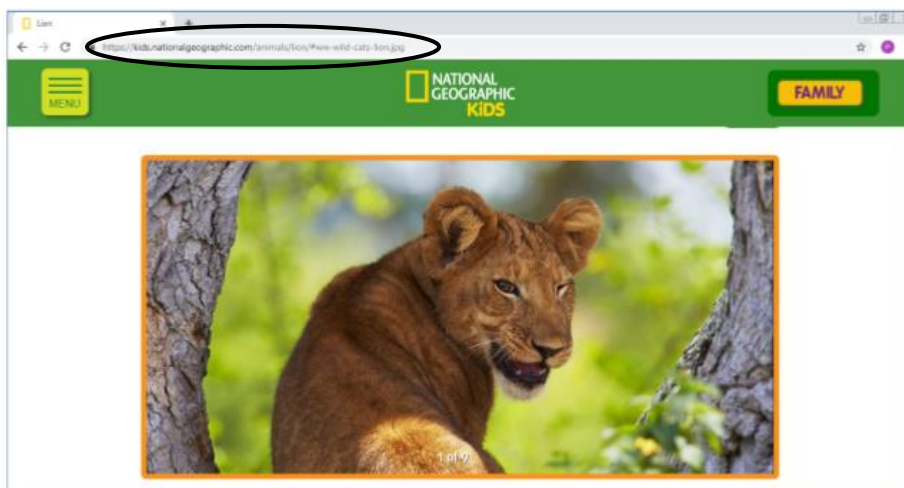 Lion
https://kids.nationalgeographic.com/animals/lion/#ww-wild-cats-lion.jpg
MENU
NATIONAL
GEOGRAPHIC
KiDS
FAMILY
1 of 9